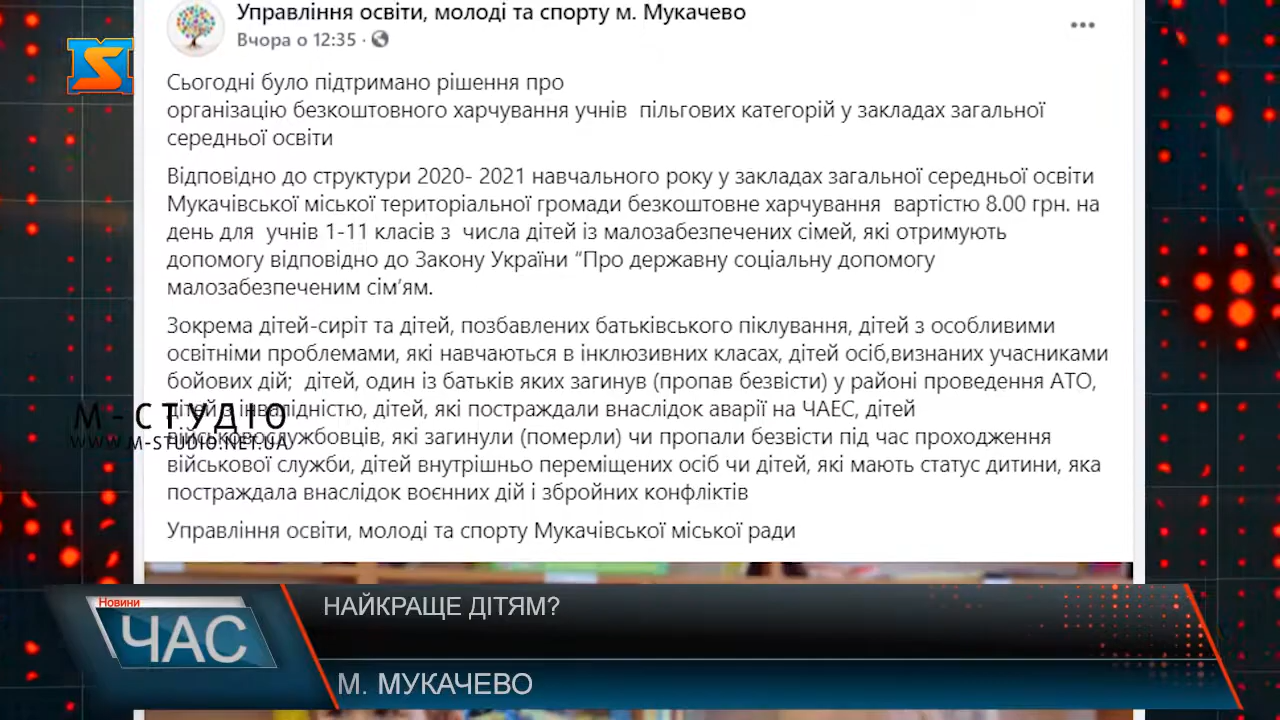 Управління освіти, молоді та спорту м. Мукачево
Вчора о 12:35 ·
Сьогодні було підтримано рішення про
організацію безкоштовного харчування учнів пільгових категорій у закладах загальної
середньої освіти
Відповідно до структури 2020- 2021 навчального року у закладах загальної середньої освіти
Мукачівської міської територіальної громади безкоштовне харчування вартістю 8.00 грн. на
день для учнів 1-11 класів з числа дітей із малозабезпечених сімей, які отримують
допомогу відповідно до Закону України “Про державну соціальну допомогу
малозабезпеченим сім’ям.
Зокрема дітей-сиріт та дітей, позбавлених батьківського піклування, дітей з особливими
освітніми проблемами, які навчаються в інклюзивних класах, дітей осіб,визнаних учасниками
бойових дій; дітей, один із батьків яких загинув (пропав безвісти) у районі проведення АТО,
дітей з інвалідністю, дітей, які постраждали внаслідок аварії на ЧАЕС, дітей
військовослужбовців, які загинули (померли) чи пропали безвісти під час проходження
військової служби, дітей внутрішньо переміщених осіб чи дітей, які мають статус дитини, яка
постраждала внаслідок воєнних дій і збройних конфліктів
Управління освіти, молоді та спорту Мукачівської міської ради
М-СТУДІО
WWW.M-STUDIO.NET.UA
Новини
ЧАС
НАЙКРАЩЕ ДІТЯМ?
М. МУКАЧЕВО